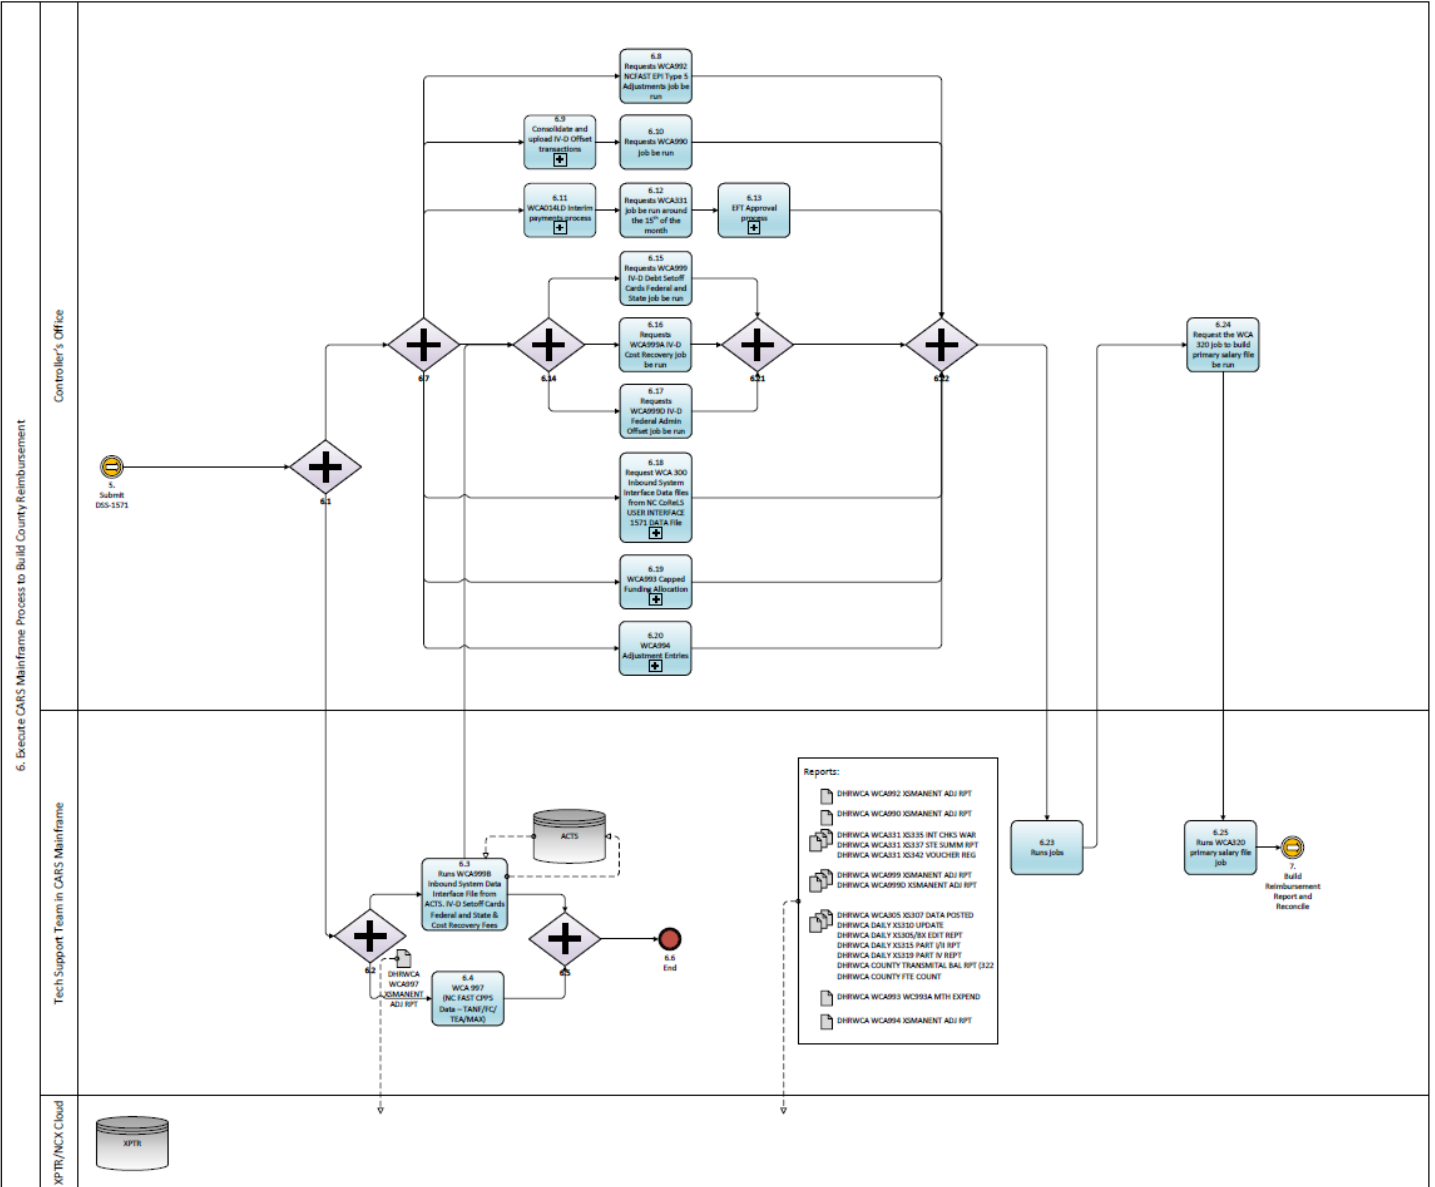 6. Execute CARS Mainframe Process to Build County Reimbursement
Controller's Office
5.
Submit
DSS-1571
6.1
6.7
6.8
Requests WCA992
NCFAST EPI Type 5
Adjustments job be
run
6.9
Consolidate and
upload IV-D Offset
transactions
6.10
Requests WCA990
job be run
6.11
WCA014LD Interim
payments process
6.12
Requests WCA331
job be run around
the 15th of the
month
6.13
EFT Approval
process
6.14
6.15
Requests WCA999
IV-D Debt Setoff
Cards Federal and
State job be run
6.16
Requests
WCA999A IV-D
Cost Recovery job
be run
6.17
Requests
WCA999D IV-D
Federal Admin
Offset job be run
6.21
6.22
6.18
Request WCA 300
Inbound System
Interface Data files
from NC CoReLS
USER INTERFACE
1571 DATA File
6.19
WCA993 Capped
Funding Allocation
6.20
WCA994
Adjustment Entries
6.24
Request the WCA
320 job to build
primary salary file
be run
Tech Support Team in CARS Mainframe
6.2
6.3
Runs WCA999B
Inbound System Data
Interface File from
ACTS. IV-D Setoff Cards
Federal and State &
Cost Recovery Fees
ACTS
DHRWCA
WCA997
XSMANENT
ADJ RPT
6.4
WCA 997
(NC FAST CPPS
Data – TANF/FC/
TEA/MAX)
6.5
6.6
End
Reports:
DHRWCA WCA992 XSMANENT ADJ RPT
DHRWCA WCA990 XSMANENT ADJ RPT
DHRWCA WCA331 XS335 INT CHKS WAR
DHRWCA WCA331 XS337 STE SUMM RPT
DHRWCA WCA331 XS342 VOUCHER REG
DHRWCA WCA999 XSMANENT ADJ RPT
DHRWCA WCA999D XSMANENT ADJ RPT
DHRWCA WCA305 XS307 DATA POSTED
DHRWCA DAILY XS310 UPDATE
DHRWCA DAILY XS305/BX EDIT REPT
DHRWCA DAILY XS315 PART I/II RPT
DHRWCA DAILY XS319 PART IV REPT
DHRWCA COUNTY TRANSMITAL BAL RPT (322
DHRWCA COUNTY FTE COUNT
DHRWCA WCA993 WC993A MTH EXPEND
DHRWCA WCA994 XSMANENT ADJ RPT
6.23
Runs Jobs
6.25
Runs WCA320
primary salary file
job
7.
Build
Reimbursement
Report and
Reconcile
XPTR/NCX Cloud
XPTR